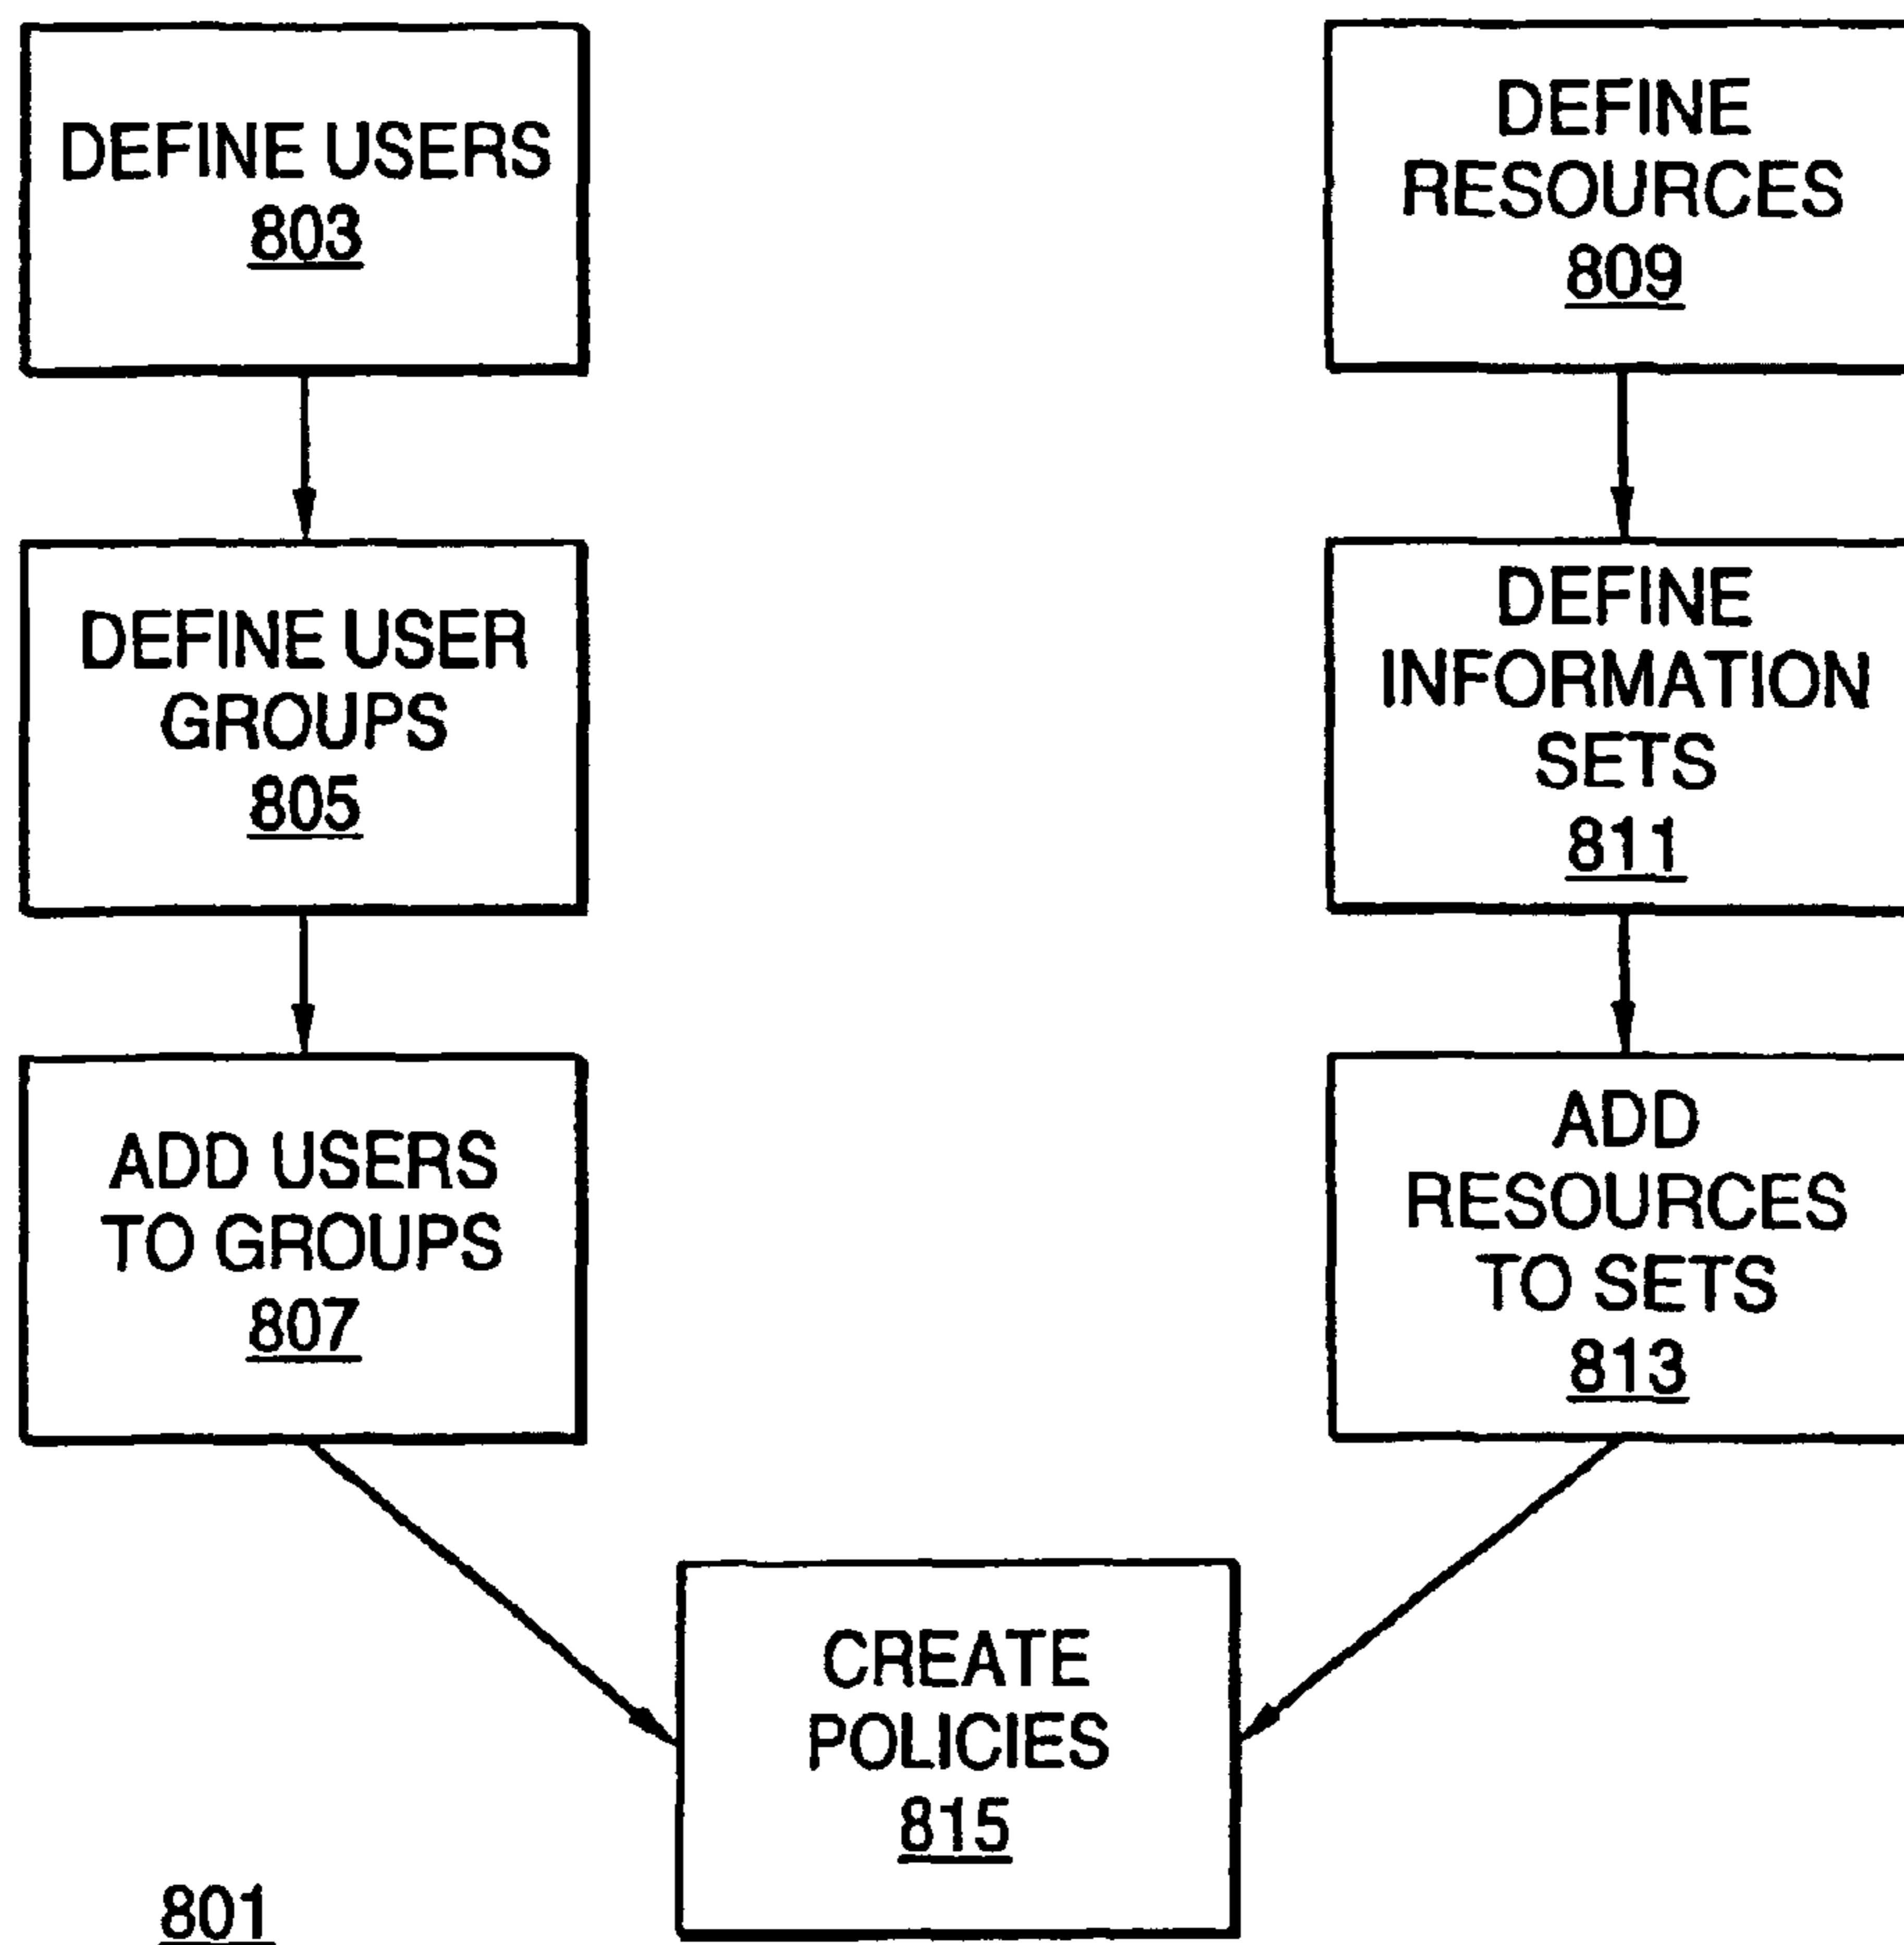 DEFINE USERS
803
DEFINE USER
GROUPS
805
ADD USERS
TO GROUPS
807
DEFINE
RESOURCES
809
DEFINE
INFORMATION
SETS
811
ADD
RESOURCES
TO SETS
813
CREATE
POLICIES
815
801